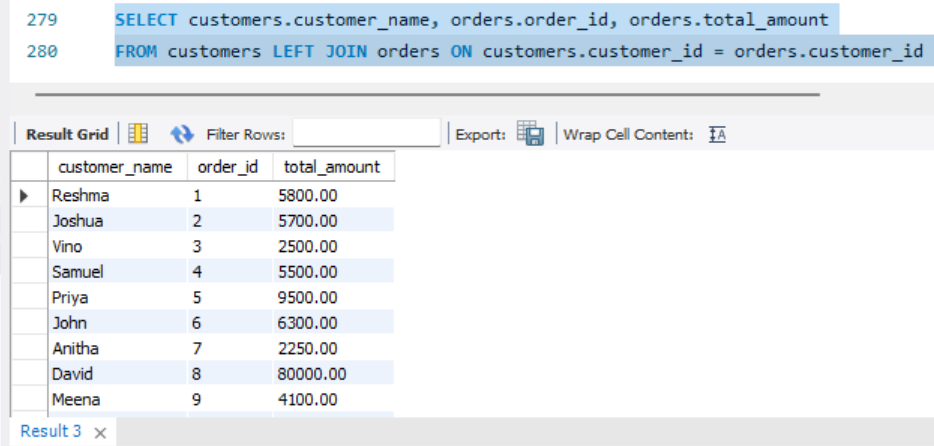 279 SELECT customers.customer_name, orders.order_id, orders.total_amount
280 FROM customers LEFT JOIN orders ON customers.customer_id = orders.customer_id
Result Grid Filter Rows: Export: Wrap Cell Content: IA
customer_name order_id total_amount
Reshma 1 5800.00
Joshua 2 5700.00
Vino 3 2500.00
Samuel 4 5500.00
Priya 5 9500.00
John 6 6300.00
Anitha 7 2250.00
David 8 80000.00
Meena 9 4100.00
Result 3 ×